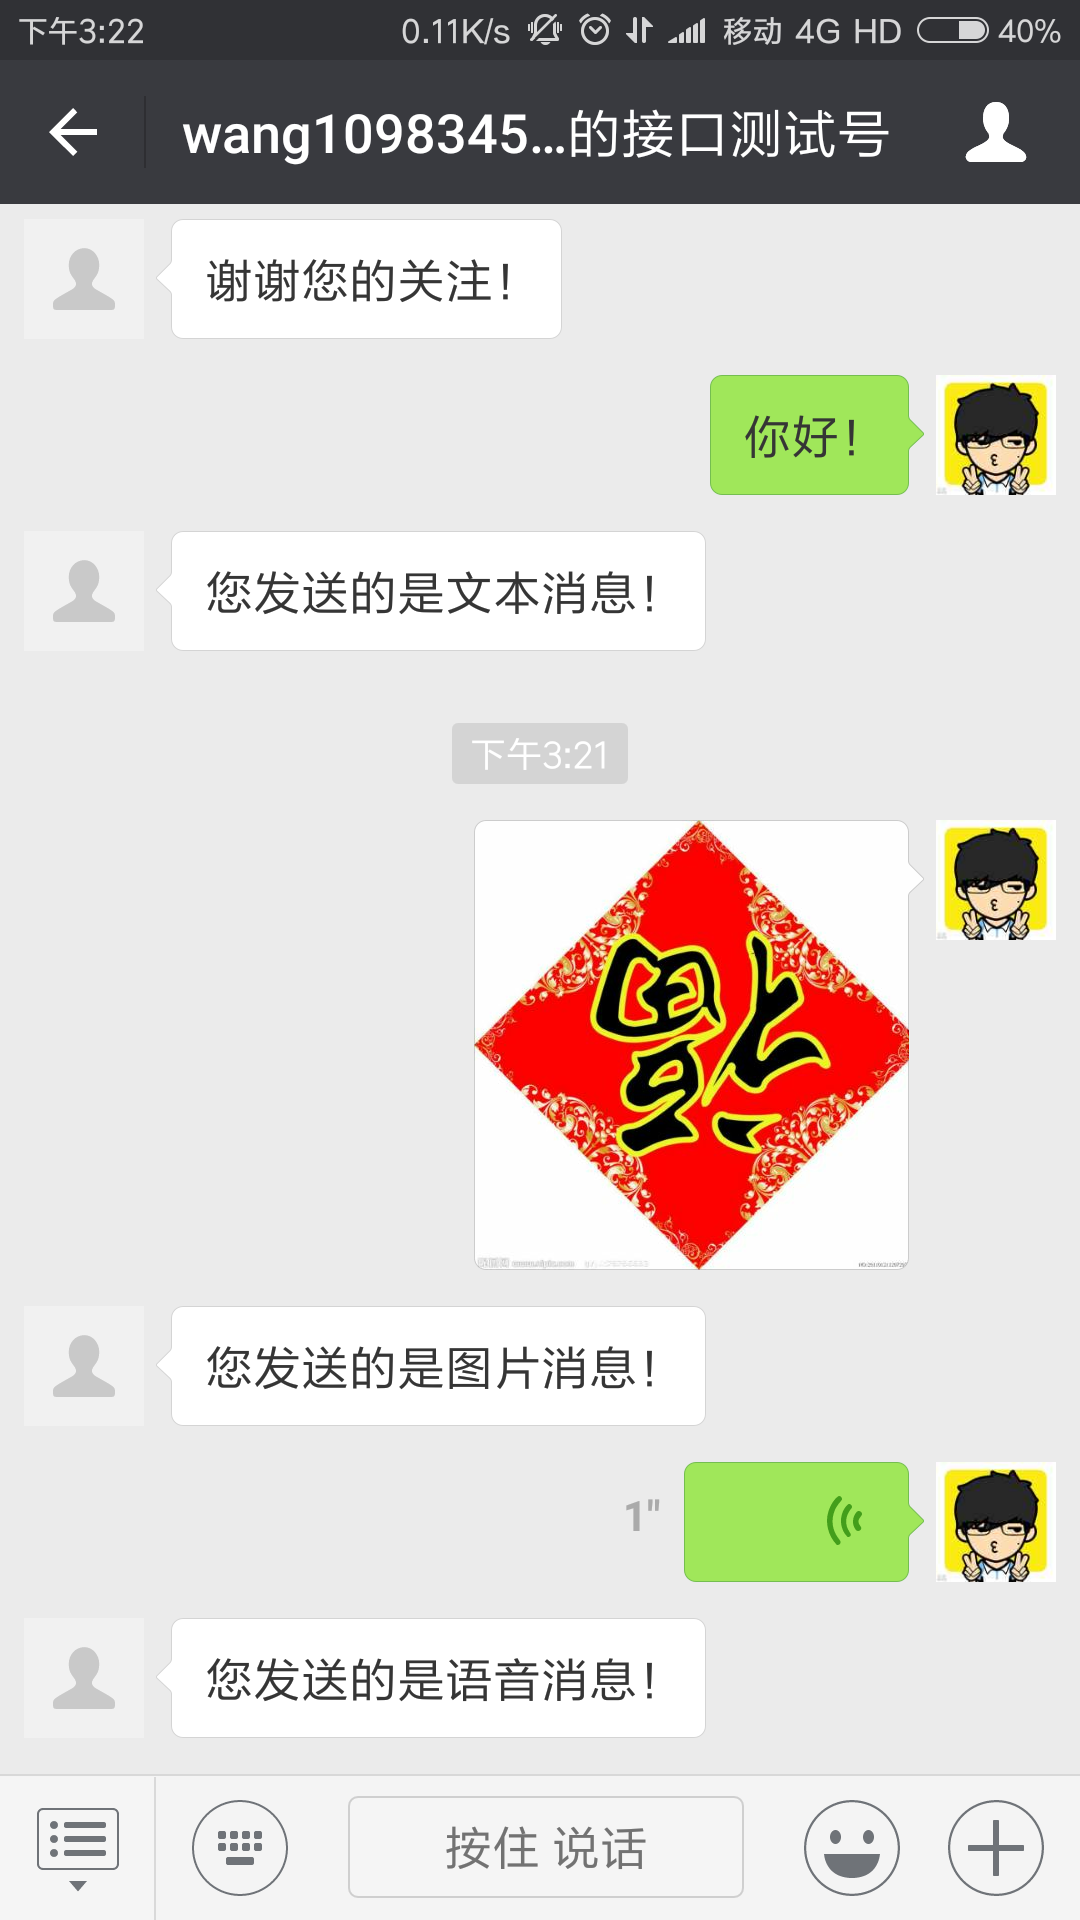 下午3:22 0.11K/s 移动 4G HD 40%
wang1098345...的接口测试号
谢谢您的关注!
你好!
您发送的是文本消息!
下午3:21
福
您发送的是图片消息!
1"
您发送的是语音消息!
按住 说话